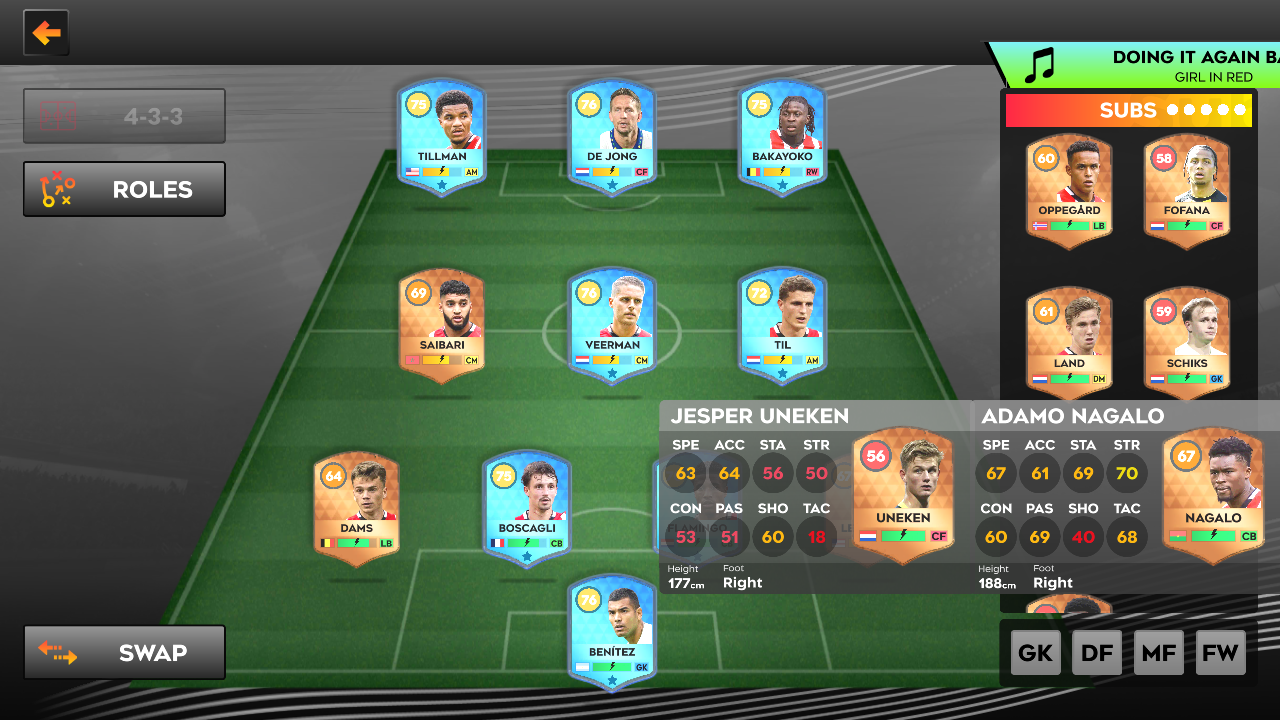 DOING IT AGAIN BA
GIRL IN RED
4-3-3
ROLES
SUBS
75
TILLMAN
AM
76
DE JONG
CF
75
BAKAYOKO
RW
60
OPPEGÅRD
LB
58
FOFANA
CF
69
SAIBARI
CM
76
VEERMAN
CM
72
TIL
AM
61
LAND
DM
59
SCHIKS
GK
64
DAMS
LB
75
BOSCAGLI
CB
FLAMINGO
JESPER UNEKEN
SPE ACC STA STR
63 64 56 50
CON PAS SHO TAC
53 51 60 18
Height Foot
177cm Right
56
UNEKEN
CF
ADAMO NAGALO
SPE ACC STA STR
67 61 69 70
CON PAS SHO TAC
60 69 40 68
Height Foot
188cm Right
67
NAGALO
CB
76
BENÍTEZ
GK
SWAP
GK DF MF FW